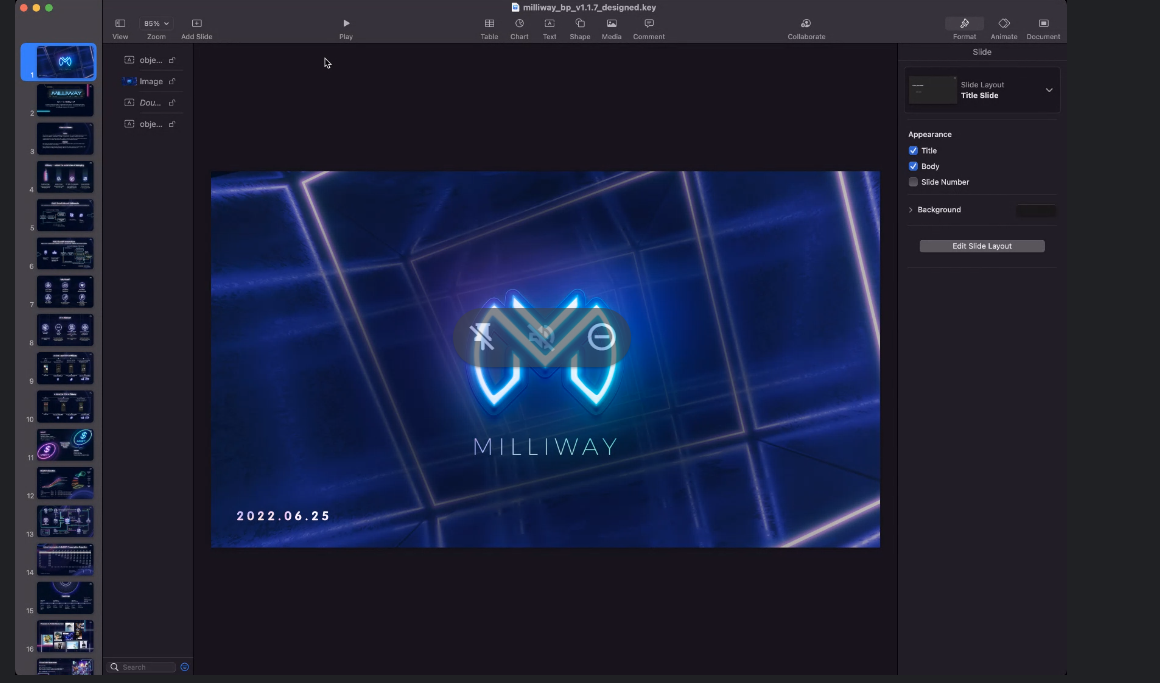 milliway_bp_v1.1.7_designed.key
85%
View
Zoom
Add Slide
Play
Table
Chart
Text
Shape
Media
Comment
Collaborate
Format
Animate
Document
1
2
MILLIWAY
3
4
5
6
7
8
9
10
11
12
13
14
15
16
obje...
Image
Dou...
obje...
Search
MILLIWAY
2022.06.25
Slide
Slide Layout
Title Slide
Appearance
Title
Body
Slide Number
Background
Edit Slide Layout